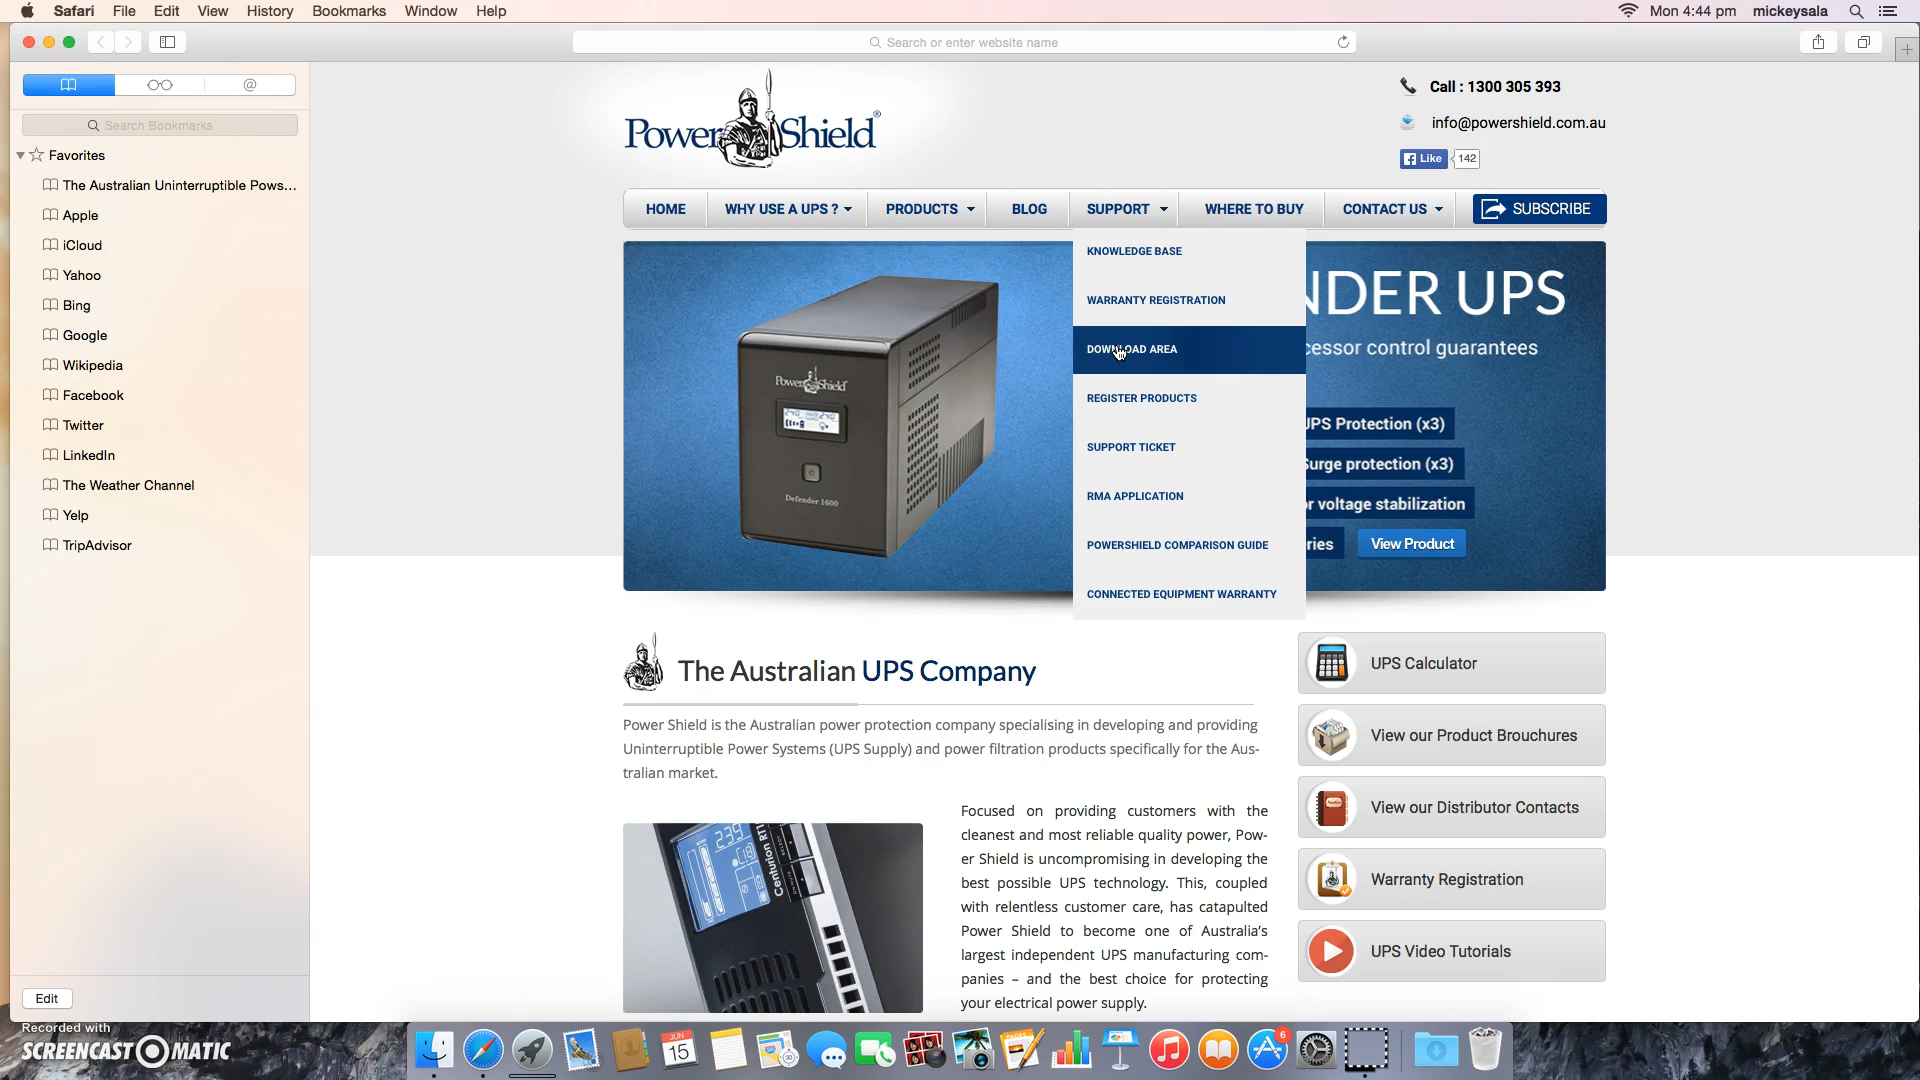 Safari File Edit View History Bookmarks Window Help
Mon 4:44 pm mickeysala
Search or enter website name
@
Search Bookmarks
Favorites
The Australian Uninterruptible Pows...
Apple
iCloud
Yahoo
Bing
Google
Wikipedia
Facebook
Twitter
LinkedIn
The Weather Channel
Yelp
TripAdvisor
Edit
Power Shield®
Call : 1300 305 393
info@powershield.com.au
Like 142
HOME WHY USE A UPS ? PRODUCTS BLOG SUPPORT WHERE TO BUY CONTACT US SUBSCRIBE
KNOWLEDGE BASE
WARRANTY REGISTRATION
DOWNLOAD AREA
REGISTER PRODUCTS
SUPPORT TICKET
RMA APPLICATION
POWERSHIELD COMPARISON GUIDE
CONNECTED EQUIPMENT WARRANTY
NDER UPS
cessor control guarantees
UPS Protection (x3)
Surge protection (x3)
r voltage stabilization
ries
View Product
PowerShield
240 240
Defender 1600
The Australian UPS Company
Power Shield is the Australian power protection company specialising in developing and providing
Uninterruptible Power Systems (UPS Supply) and power filtration products specifically for the Aus-
tralian market.
239
Centurion RT
SELECT
Focused on providing customers with the
cleanest and most reliable quality power, Pow-
er Shield is uncompromising in developing the
best possible UPS technology. This, coupled
with relentless customer care, has catapulted
Power Shield to become one of Australia's
largest independent UPS manufacturing com-
panies – and the best choice for protecting
your electrical power supply.
UPS Calculator
View our Product Brouchures
View our Distributor Contacts
Warranty Registration
UPS Video Tutorials
Recorded with
SCREENCAST MATIC
JUN
15
6